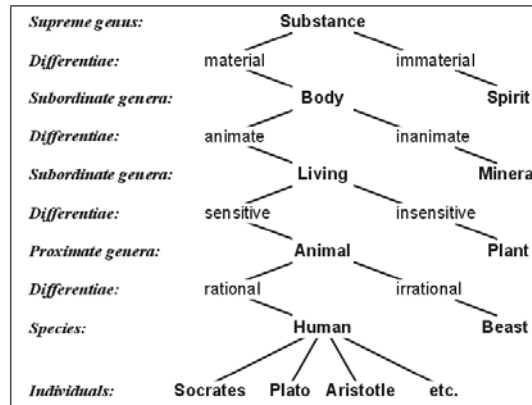 Supreme genus: Substance
Differentiae: material immaterial
Subordinate genera: Body Spirit
Differentiae: animate inanimate
Subordinate genera: Living Minera
Differentiae: sensitive insensitive
Proximate genera: Animal Plant
Differentiae: rational irrational
Species: Human Beast
Individuals: Socrates Plato Aristotle etc.